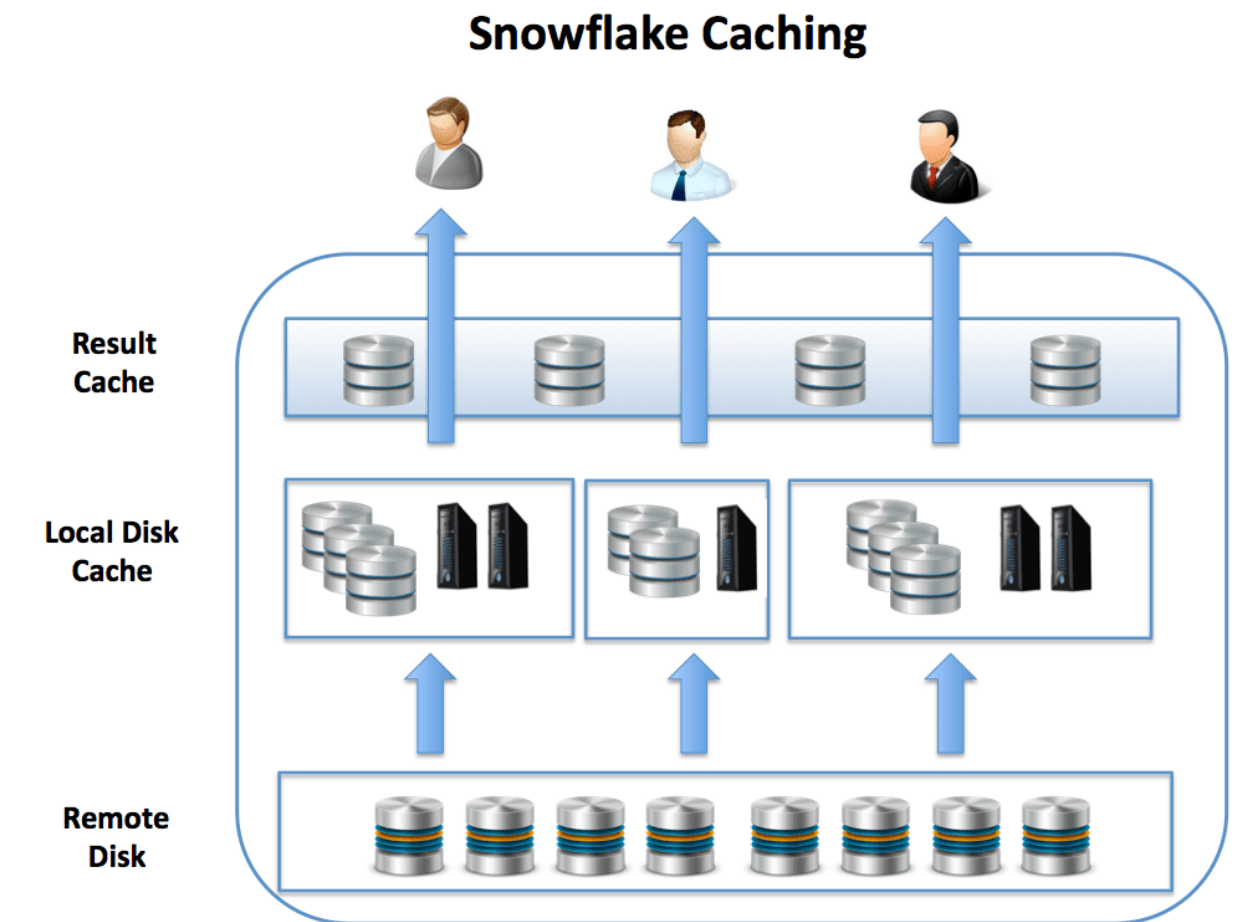 Snowflake Caching
Result
Cache
Local Disk
Cache
Remote
Disk